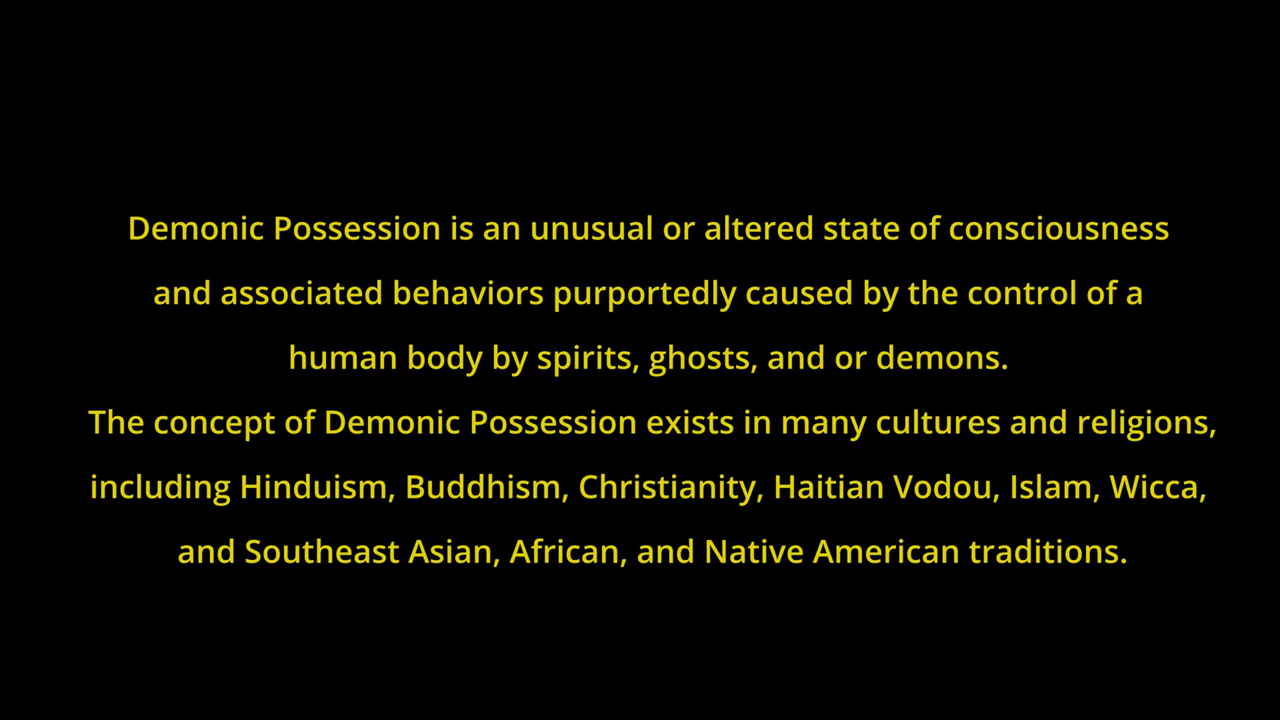 Demonic Possession is an unusual or altered state of consciousness
and associated behaviors purportedly caused by the control of a
human body by spirits, ghosts, and or demons.
The concept of Demonic Possession exists in many cultures and religions,
including Hinduism, Buddhism, Christianity, Haitian Vodou, Islam, Wicca,
and Southeast Asian, African, and Native American traditions.